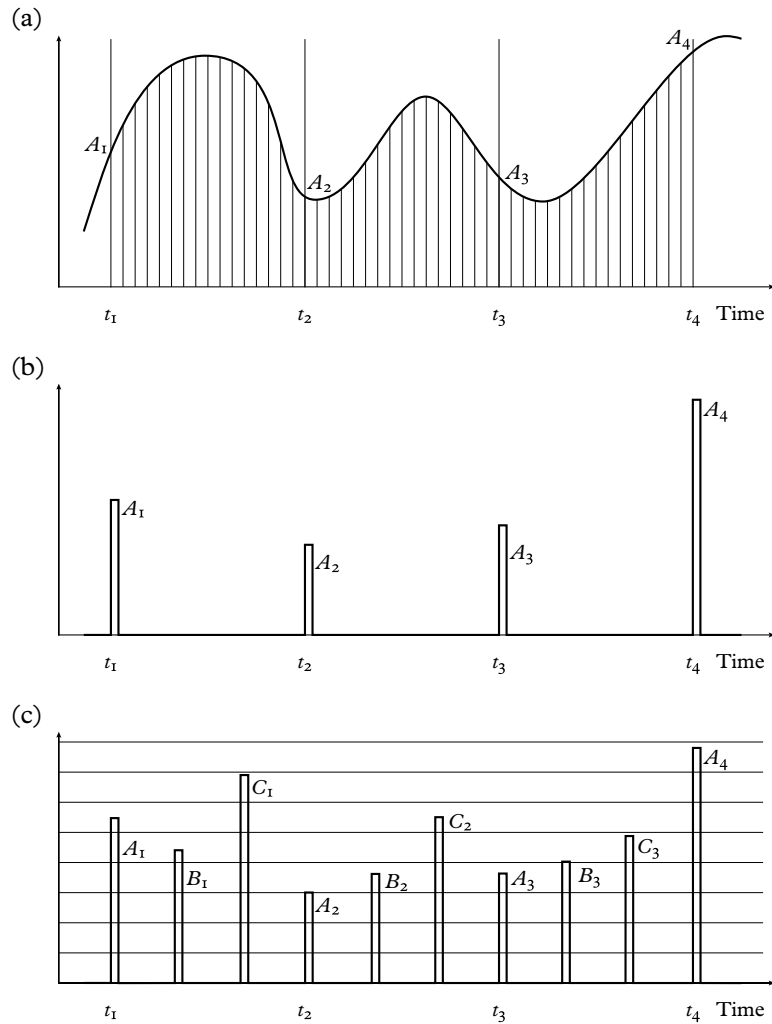 (a)
A₄
A₁
A₂
A₃
t₁ t₂ t₃ t₄ Time
(b)
A₄
A₁
A₃
A₂
t₁ t₂ t₃ t₄ Time
(c)
A₄
C₁
C₂
A₁
C₃
B₁ B₂ A₃ B₃
A₂
t₁ t₂ t₃ t₄ Time